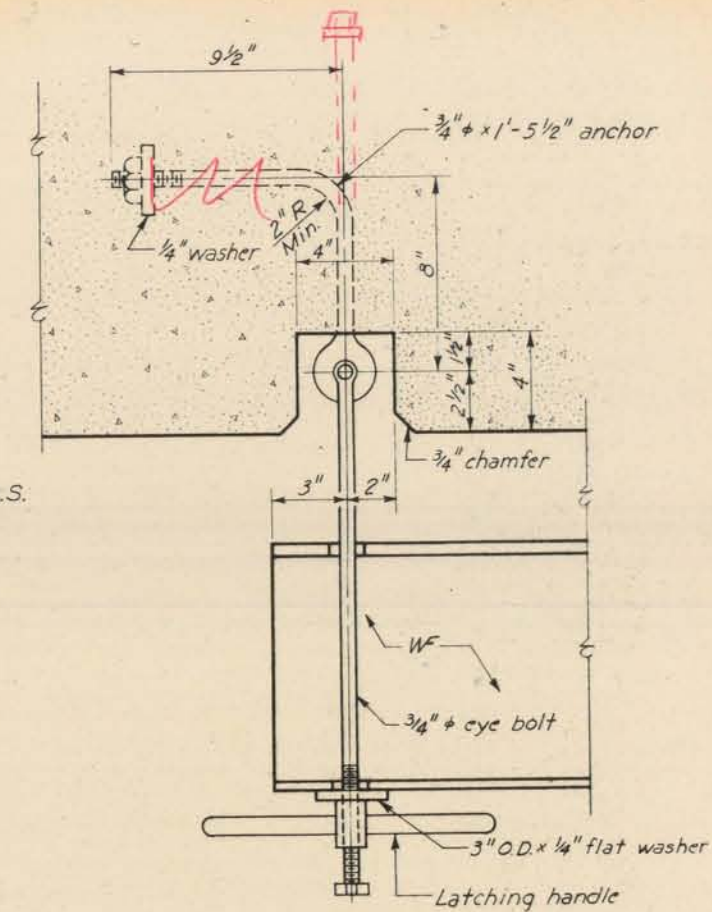 9½"
¾" ϕ x 1'-5½" anchor
2" R
Min.
¼" washer
4"
8"
1½"
2½"
4"
¾" chamfer
.S.
3"
2"
WF
¾" ϕ eye bolt
3" O.D. x ¼" flat washer
Latching handle